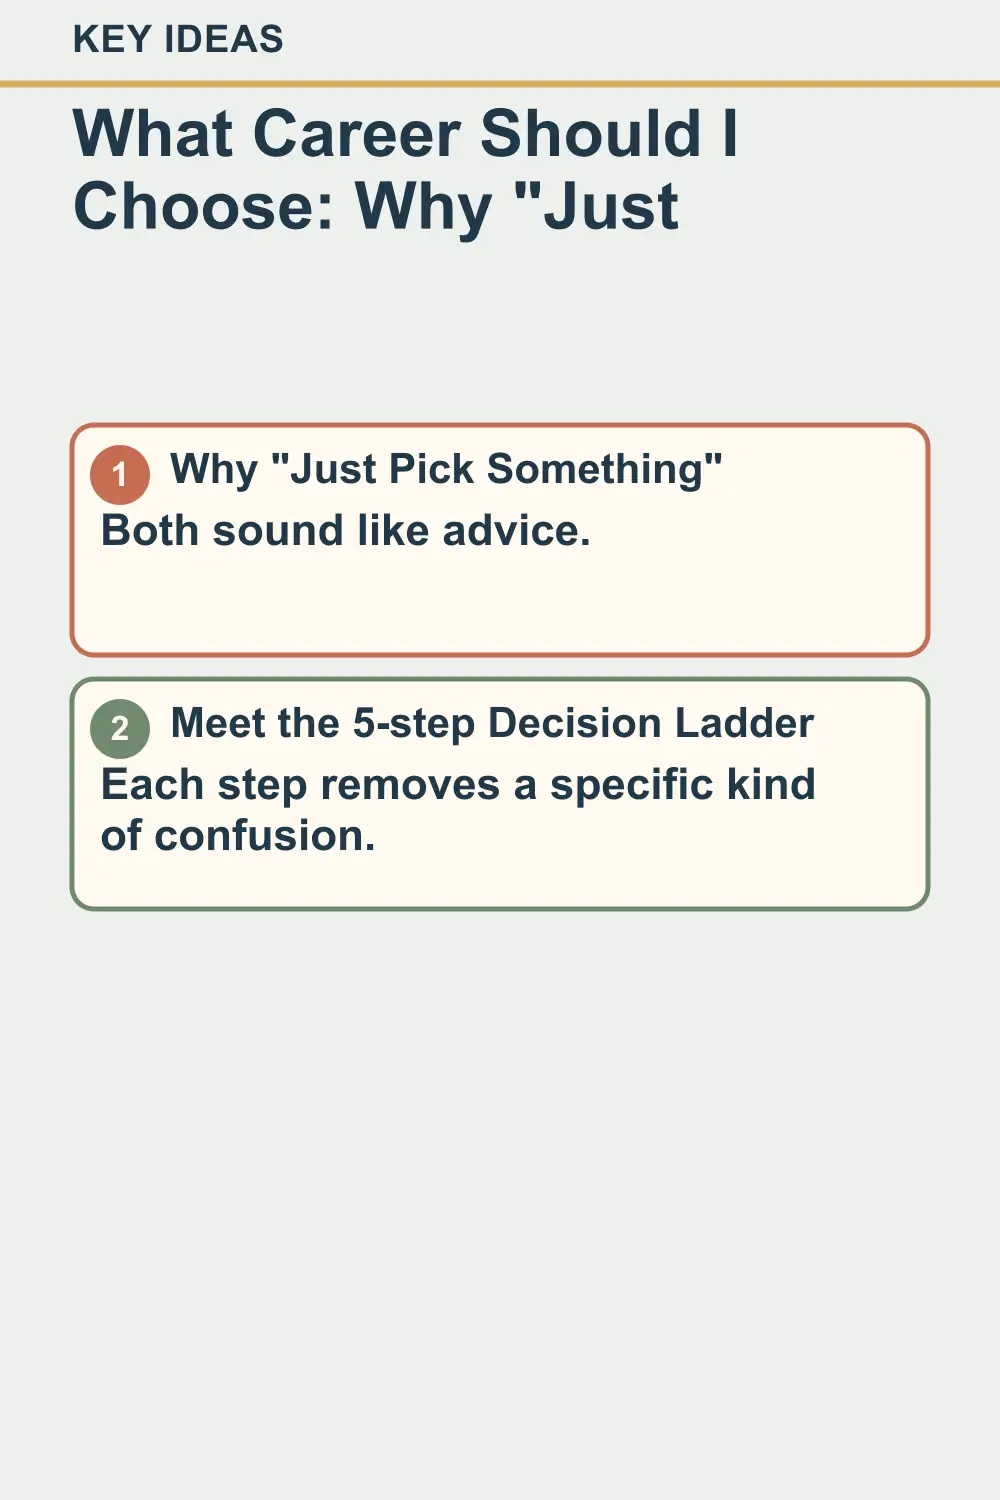 KEY IDEAS
What Career Should I
Choose: Why "Just
1 Why "Just Pick Something"
Both sound like advice.
2 Meet the 5-step Decision Ladder
Each step removes a specific kind
of confusion.